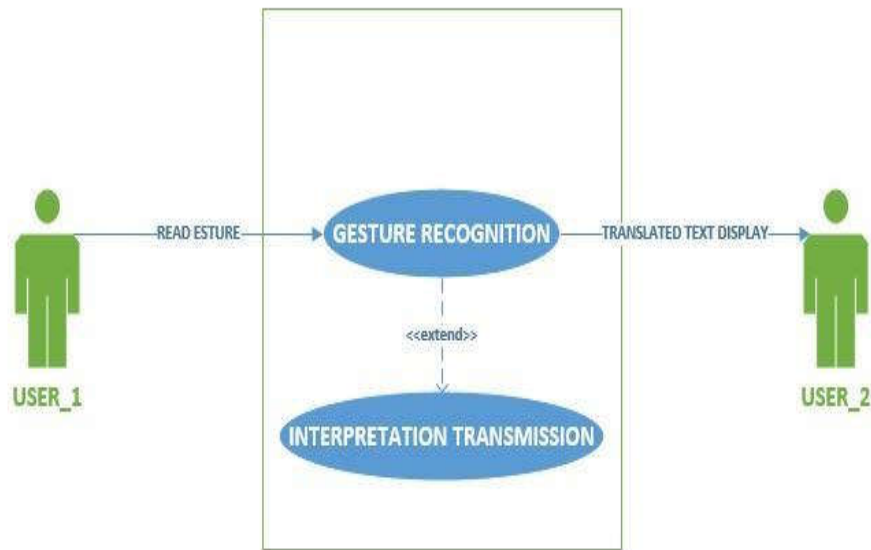 READ ESTURE
GESTURE RECOGNITION
TRANSLATED TEXT DISPLAY
<<extend>>
USER_1
USER_2
INTERPRETATION TRANSMISSION